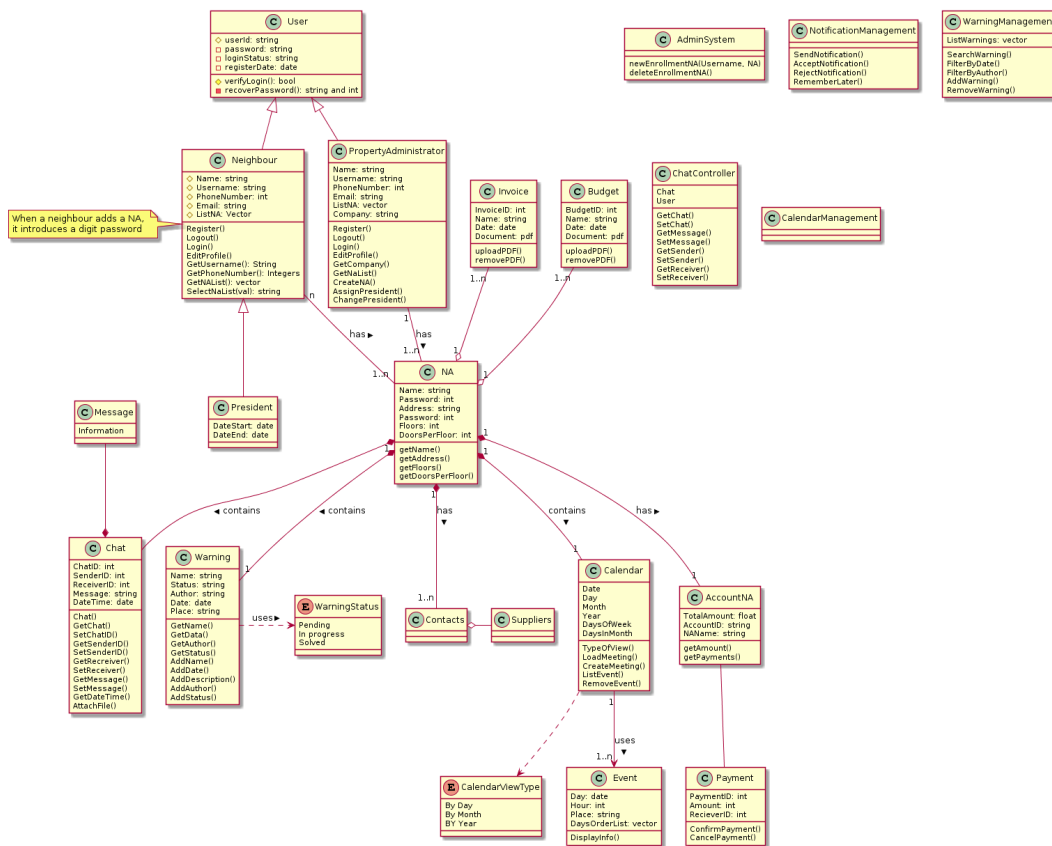 C User
userId: string
password: string
loginStatus: string
registerDate: date
verifyLogin(): bool
recoverPassword(): string and int
C AdminSystem
newEnrollmentNA(Username, NA)
deleteEnrollmentNA()
C NotificationManagement
SendNotification()
AcceptNotification()
RejectNotification()
RememberLater()
C WarningManagement
ListWarnings: vector
SearchWarning()
FilterByDate()
FilterByAuthor()
AddWarning()
RemoveWarning()
When a neighbour adds a NA,
it introduces a digit password
C Neighbour
Name: string
Username: string
PhoneNumber: int
Email: string
ListNA: Vector
Register()
Logout()
Login()
EditProfile()
GetUsername(): String
GetPhoneNumber(): Integers
GetNAList(): vector
SelectNaList(val): string
C PropertyAdministrator
Name: string
Username: string
PhoneNumber: int
Email: string
ListNA: vector
Company: string
Register()
Logout()
Login()
EditProfile()
GetCompany()
GetNaList()
CreateNA()
AssignPresident()
ChangePresident()
C Invoice
InvoiceID: int
Name: string
Date: date
Document: pdf
uploadPDF()
removePDF()
C Budget
BudgetID: int
Name: string
Date: date
Document: pdf
uploadPDF()
removePDF()
C ChatController
Chat
User
GetChat()
SetChat()
GetMessage()
SetMessage()
GetSender()
SetSender()
GetReceiver()
SetReceiver()
C CalendarManagement
n
has
1..n
1
has
1..n
1..n
1
1..n
1
C President
DateStart: date
DateEnd: date
C NA
Name: string
Password: int
Address: string
Password: int
Floors: int
DoorsPerFloor: int
getName()
getAddress()
getFloors()
getDoorsPerFloor()
C Message
Information
1
contains
contains
1
1
has
1..n
1
contains
1
1
has
1
C Chat
ChatID: int
SenderID: int
ReceiverID: int
Message: string
DateTime: date
Chat()
GetChat()
SetChatID()
GetSenderID()
SetSenderID()
GetRecreiver()
SetReceiver()
GetMessage()
SetMessage()
GetDateTime()
AttachFile()
C Warning
Name: string
Status: string
Author: string
Date: date
Place: string
GetName()
GetData()
GetAuthor()
GetStatus()
AddName()
AddDate()
AddDescription()
AddAuthor()
AddStatus()
uses
E WarningStatus
Pending
In progress
Solved
C Contacts
C Suppliers
C Calendar
Date
Day
Month
Year
DaysOfWeek
DaysInMonth
TypeOfView()
LoadMeeting()
CreateMeeting()
ListEvent()
RemoveEvent()
C AccountNA
TotalAmount: float
AccountID: string
NAName: string
getAmount()
getPayments()
1
uses
1..n
E CalendarViewType
By Day
By Month
BY Year
C Event
Day: date
Hour: int
Place: string
DaysOrderList: vector
DisplayInfo()
C Payment
PaymentID: int
Amount: int
RecieverID: int
ConfirmPayment()
CancelPayment()